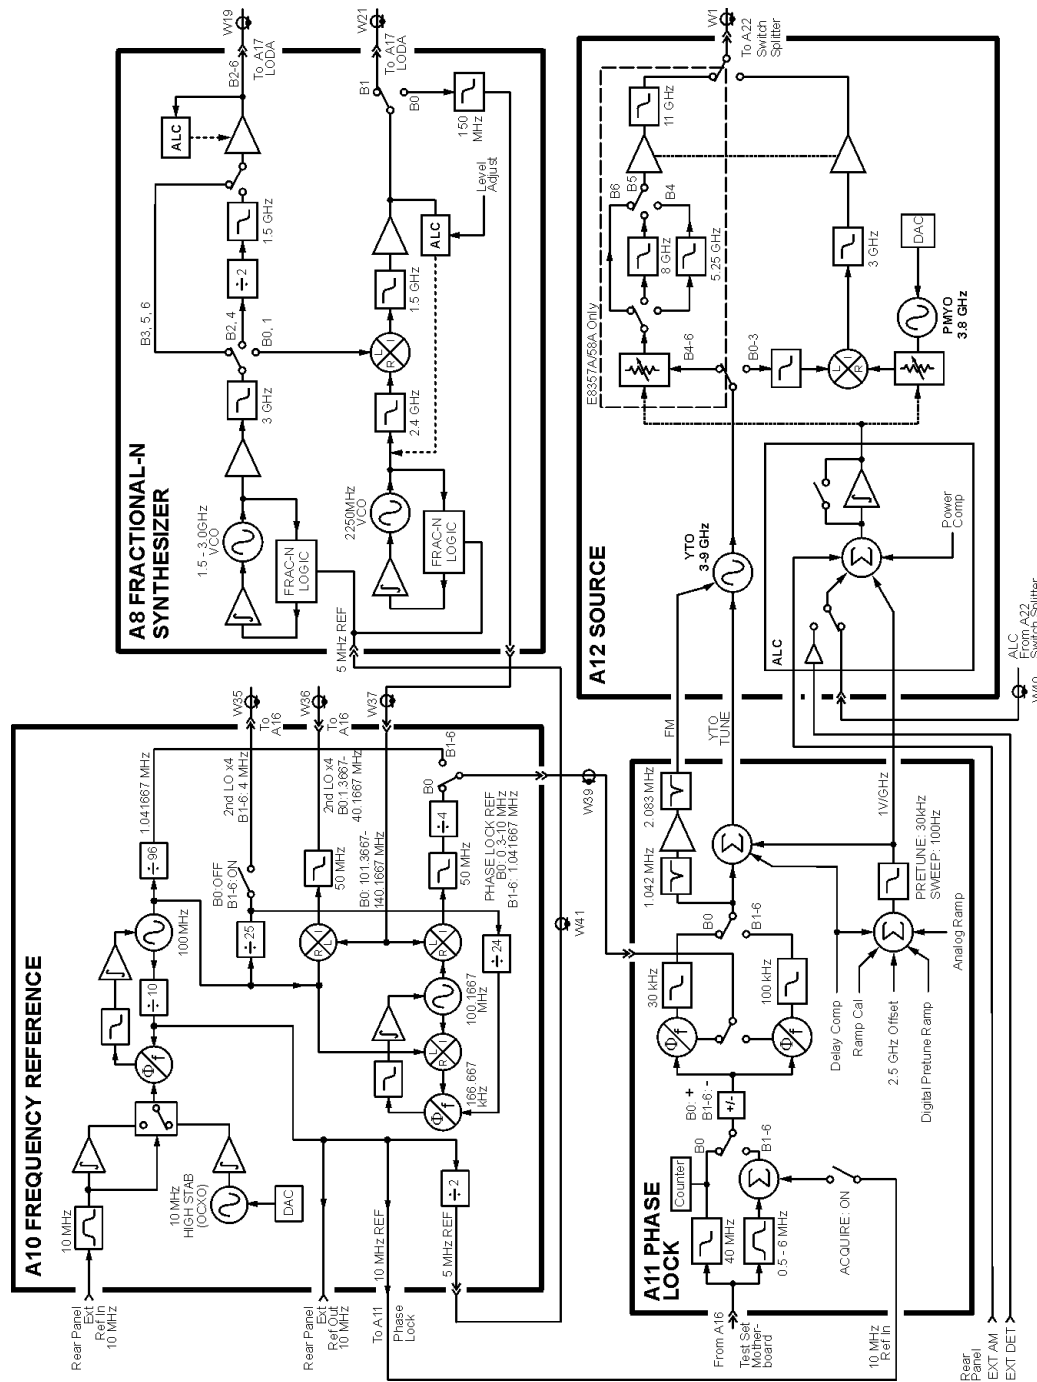 A10 FREQUENCY REFERENCE
Rear Panel
Ext
Ref In
10 MHz
10 MHz
10 MHz
HIGH STAB
(OCXO)
DAC
Φ f
÷10
100 MHz
÷96
1.041667 MHz
B0:OFF
B1-6:ON
÷25
2nd LO x4
B1-6: 4 MHz
W35
To
A16
R L I
50 MHz
2nd LO x4
B0:1.3667-
40.1667 MHz
W36
To
A16
B0: 101.3667-
140.1667 MHz
W37
Φ f
166.667
kHz
R L I
100.1667
MHz
R L I
÷24
50 MHz
÷4
B0
B1-6
PHASE LOCK REF
B0: 0.3-10 MHz
B1-6: 1.041667 MHz
Rear Panel
Ext
Ref Out
10 MHz
To A11
Phase
Lock
10 MHz REF
5 MHz REF
÷2
W39
W41
A8 FRACTIONAL-N
SYNTHESIZER
5 MHz REF
1.5 - 3.0GHz
VCO
FRAC-N
LOGIC
3 GHz
B3, 5, 6
B2, 4
B0, 1
÷2
1.5 GHz
ALC
B2-6
To A17
LODA
W19
2250MHz
VCO
FRAC-N
LOGIC
2.4 GHz
R L I
1.5 GHz
ALC
Level
Adjust
B1
B0
150
MHz
To A17
LODA
W21
A11 PHASE
LOCK
From A16
Test Set
Mother-
board
40 MHz
0.5 - 6 MHz
Counter
Σ
B0
B1-6
ACQUIRE: ON
10 MHz
Ref In
B0: +
B1-6: -
+/-
Φ f
Φ f
30 kHz
100 kHz
B0
B1-6
1.042 MHz
2.083 MHz
Σ
Delay Comp
Ramp Cal
2.5 GHz Offset
Digital Pretune Ramp
Analog Ramp
Σ
PRETUNE: 30kHz
SWEEP: 100Hz
1V/GHz
FM
YTO
TUNE
Rear
Panel
EXT AM
EXT DET
A12 SOURCE
YTO
3-9 GHz
ALC
Σ
Power
Comp
ALC
From A22
Switch Splitter
W40
E8357A/58A Only
B4-6
B0-3
8 GHz
5.25 GHz
B6
B5
B4
11 GHz
L I R
3 GHz
PMYO
3.8 GHz
DAC
To A22
Switch
Splitter
W1